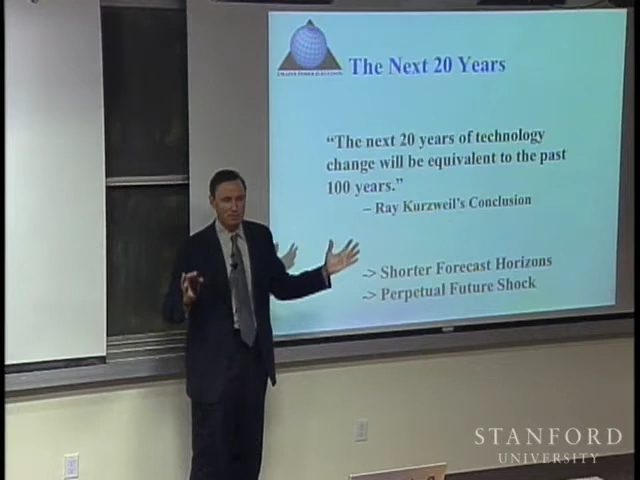 The Next 20 Years
“The next 20 years of technology
change will be equivalent to the past
100 years.”
– Ray Kurzweil's Conclusion
-> Shorter Forecast Horizons
-> Perpetual Future Shock
STANFORD
UNIVERSITY